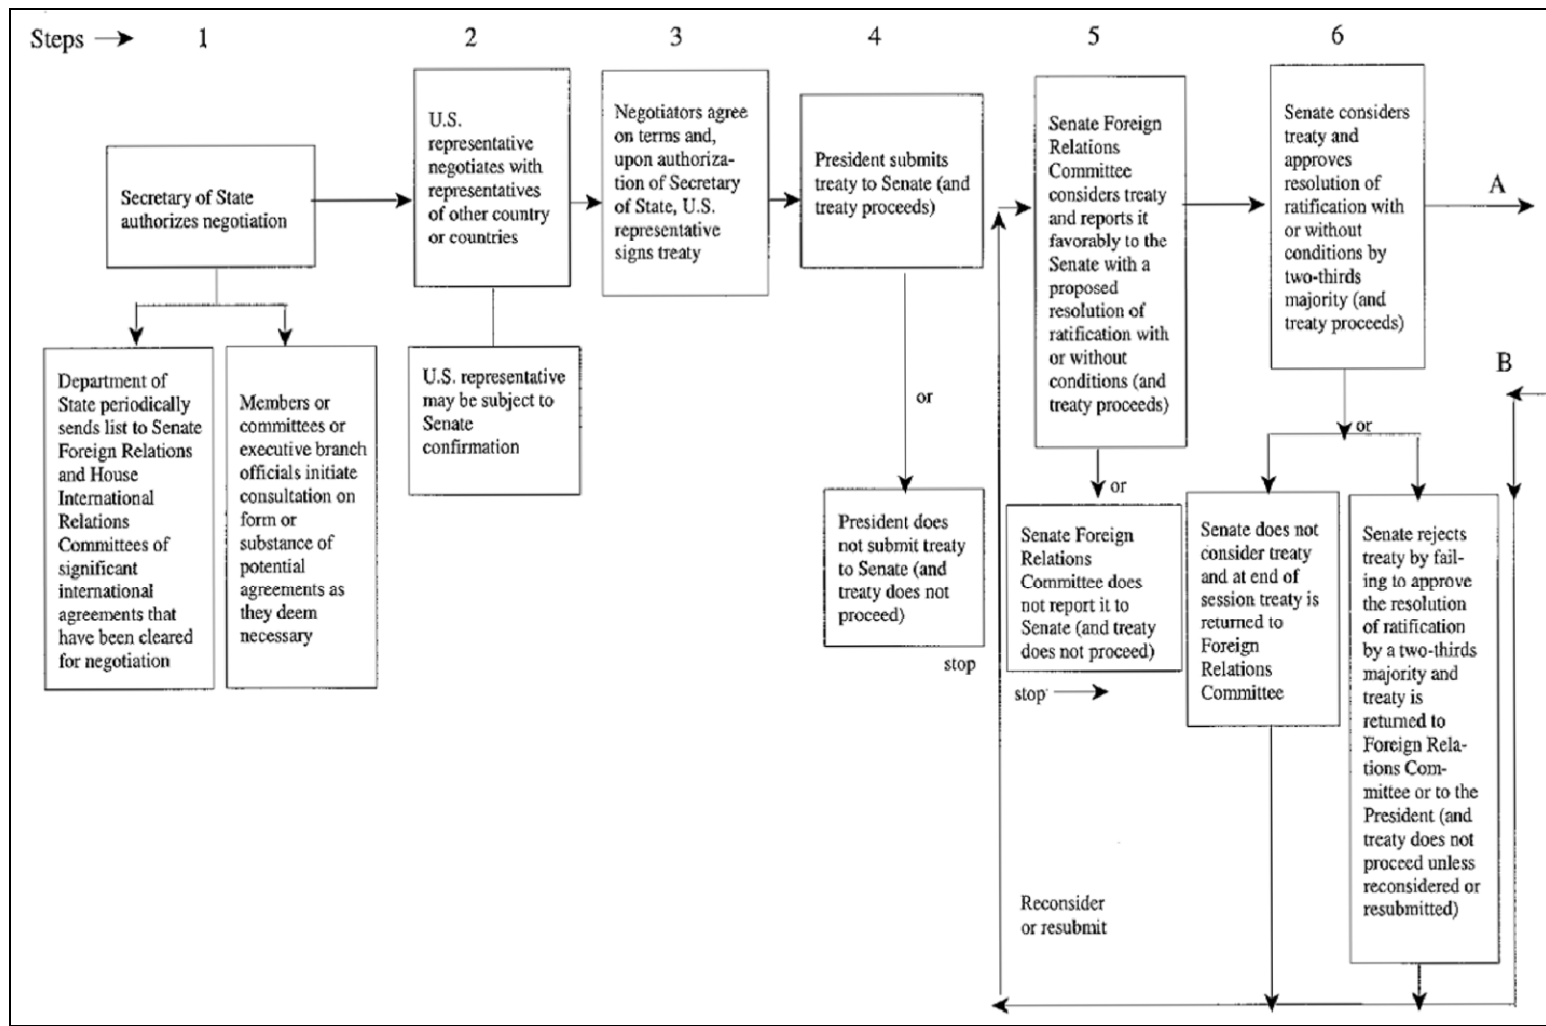 Steps → 1 2 3 4 5 6
Secretary of State
authorizes negotiation
Department of
State periodically
sends list to Senate
Foreign Relations
and House
International
Relations
Committees of
significant
international
agreements that
have been cleared
for negotiation
Members or
committees or
executive branch
officials initiate
consultation on
form or
substance of
potential
agreements as
they deem
necessary
U.S.
representative
negotiates with
representatives
of other country
or countries
U.S. representative
may be subject to
Senate
confirmation
Negotiators agree
on terms and,
upon authoriza-
tion of Secretary
of State, U.S.
representative
signs treaty
President submits
treaty to Senate (and
treaty proceeds)
or
President does
not submit treaty
to Senate (and
treaty does not
proceed)
stop
Senate Foreign
Relations
Committee
considers treaty
and reports it
favorably to the
Senate with a
proposed
resolution of
ratification with
or without
conditions (and
treaty proceeds)
or
Senate Foreign
Relations
Committee does
not report it to
Senate (and treaty
does not proceed)
stop →
Reconsider
or resubmit
Senate considers
treaty and
approves
resolution of
ratification with
or without
conditions by
two-thirds
majority (and
treaty proceeds)
or
Senate does not
consider treaty
and at end of
session treaty is
returned to
Foreign
Relations
Committee
Senate rejects
treaty by fail-
ing to approve
the resolution
of ratification
by a two-thirds
majority and
treaty is
returned to
Foreign Rela-
tions Com-
mittee or to the
President (and
treaty does not
proceed unless
reconsidered or
resubmitted)
A
B